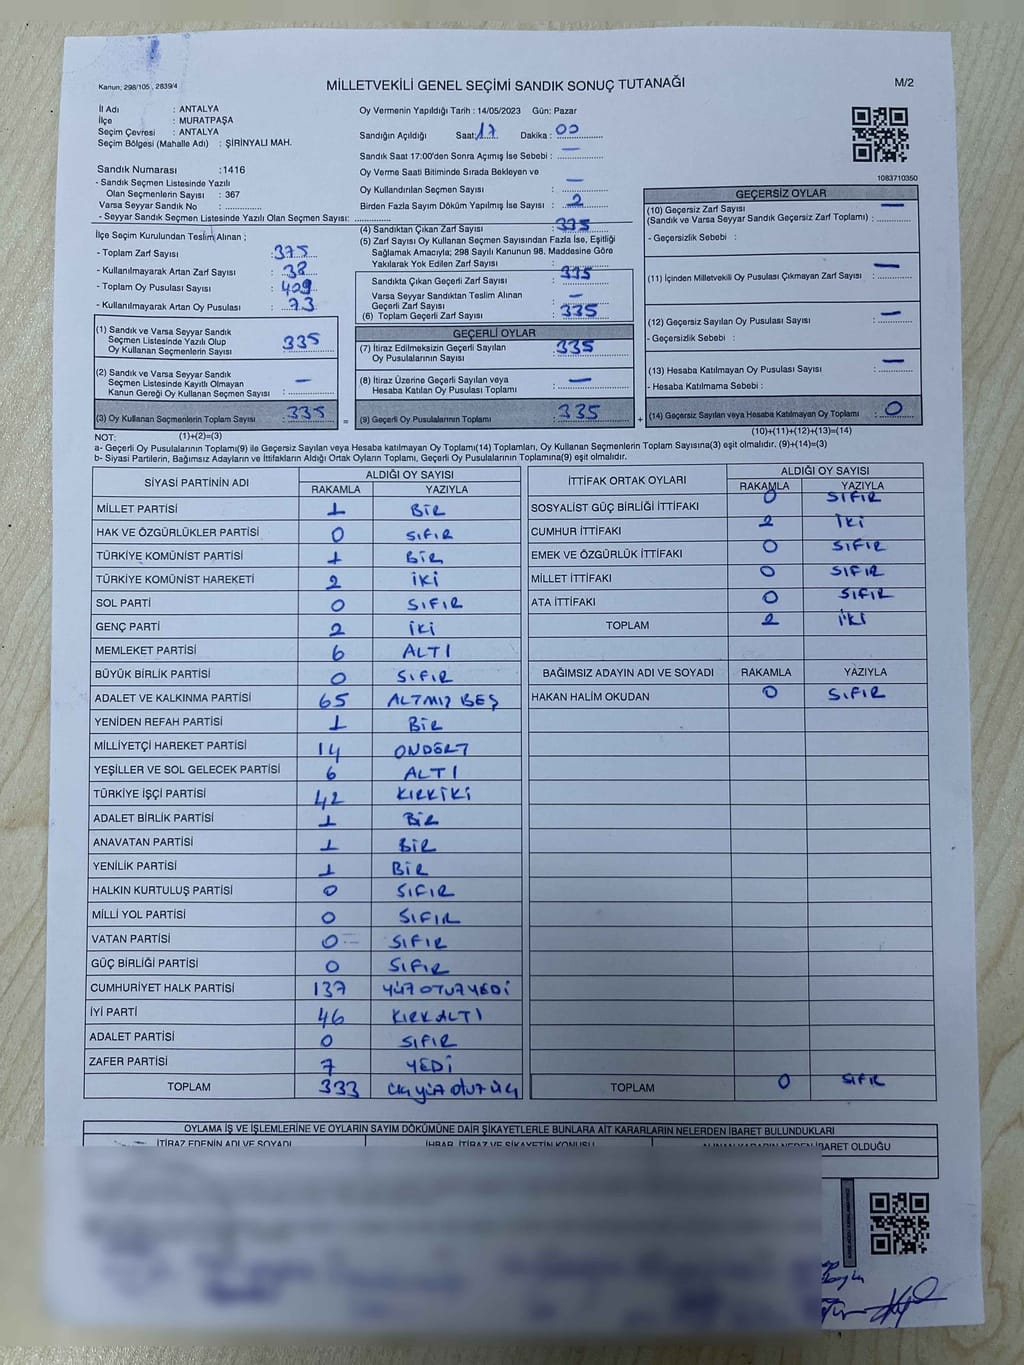 Kanun; 298/105 , 2839/4
MİLLETVEKİLİ GENEL SEÇİMİ SANDIK SONUÇ TUTANAĞI
M/2
İl Adı : ANTALYA
İlçe : MURATPAŞA
Seçim Çevresi : ANTALYA
Seçim Bölgesi (Mahalle Adı) : ŞİRİNYALI MAH.
Sandık Numarası :1416
- Sandık Seçmen Listesinde Yazılı
Olan Seçmenlerin Sayısı : 367
Varsa Seyyar Sandık No :
- Seyyar Sandık Seçmen Listesinde Yazılı Olan Seçmen Sayısı:
Oy Vermenin Yapıldığı Tarih : 14/05/2023 Gün: Pazar
Sandığın Açıldığı Saat: 17 Dakika : 00
Sandık Saat 17:00'den Sonra Açılmış İse Sebebi : —
Oy Verme Saati Bitiminde Sırada Bekleyen ve
Oy Kullandırılan Seçmen Sayısı : —
Birden Fazla Sayım Döküm Yapılmış İse Sayısı : 2
1083710350
İlçe Seçim Kurulundan Teslim Alınan ;
- Toplam Zarf Sayısı : 375
- Kullanılmayarak Artan Zarf Sayısı : 38
- Toplam Oy Pusulası Sayısı :
- Kullanılmayarak Artan Oy Pusulası : 73
(1) Sandık ve Varsa Seyyar Sandık
Seçmen Listesinde Yazılı Olup
Oy Kullanan Seçmenlerin Sayısı : 335
(2) Sandık ve Varsa Seyyar Sandık
Seçmen Listesinde Kayıtlı Olmayan
Kanun Gereği Oy Kullanan Seçmen Sayısı : —
(3) Oy Kullanan Seçmenlerin Toplam Sayısı : 335
(4) Sandıktan Çıkan Zarf Sayısı : 335
(5) Zarf Sayısı Oy Kullanan Seçmen Sayısından Fazla İse, Eşitliği
Sağlamak Amacıyla; 298 Sayılı Kanunun 98. Maddesine Göre
Yakılarak Yok Edilen Zarf Sayısı :
Sandıkta Çıkan Geçerli Zarf Sayısı : 335
Varsa Seyyar Sandıktan Teslim Alınan
Geçerli Zarf Sayısı : —
(6) Toplam Geçerli Zarf Sayısı : 335
GEÇERLİ OYLAR
(7) İtiraz Edilmeksizin Geçerli Sayılan
Oy Pusulalarının Sayısı : 335
(8) İtiraz Üzerine Geçerli Sayılan veya
Hesaba Katılan Oy Pusulası Toplamı : —
= (9) Geçerli Oy Pusulalarının Toplamı : 335
GEÇERSİZ OYLAR
(10) Geçersiz Zarf Sayısı
(Sandık ve Varsa Seyyar Sandık Geçersiz Zarf Toplamı) : —
- Geçersizlik Sebebi :
(11) İçinden Milletvekili Oy Pusulası Çıkmayan Zarf Sayısı : —
(12) Geçersiz Sayılan Oy Pusulası Sayısı : —
- Geçersizlik Sebebi :
(13) Hesaba Katılmayan Oy Pusulası Sayısı : —
- Hesaba Katılmama Sebebi :
+ (14) Geçersiz Sayılan veya Hesaba Katılmayan Oy Toplamı : 0
NOT: (1)+(2)=(3)
(10)+(11)+(12)+(13)=(14)
a- Geçerli Oy Pusulalarının Toplamı(9) ile Geçersiz Sayılan veya Hesaba katılmayan Oy Toplamı(14) Toplamları, Oy Kullanan Seçmenlerin Toplam Sayısına(3) eşit olmalıdır. (9)+(14)=(3)
b- Siyasi Partilerin, Bağımsız Adayların ve İttifakların Aldığı Ortak Oyların Toplamı, Geçerli Oy Pusulalarının Toplamına(9) eşit olmalıdır.
SİYASİ PARTİNİN ADI ALDIĞI OY SAYISI
RAKAMLA YAZIYLA
MİLLET PARTİSİ 1 BİR
HAK VE ÖZGÜRLÜKLER PARTİSİ 0 SIFIR
TÜRKİYE KOMÜNİST PARTİSİ 1 BİR
TÜRKİYE KOMÜNİST HAREKETİ 2 İKİ
SOL PARTİ 0 SIFIR
GENÇ PARTİ 2 İKİ
MEMLEKET PARTİSİ 6 ALTI
BÜYÜK BİRLİK PARTİSİ 0 SIFIR
ADALET VE KALKINMA PARTİSİ 65 ALTMIŞ BEŞ
YENİDEN REFAH PARTİSİ 1 BİR
MİLLİYETÇİ HAREKET PARTİSİ 14 ONDÖRT
YEŞİLLER VE SOL GELECEK PARTİSİ 6 ALTI
TÜRKİYE İŞÇİ PARTİSİ 42 KIRKİKİ
ADALET BİRLİK PARTİSİ 1 BİR
ANAVATAN PARTİSİ 1 BİR
YENİLİK PARTİSİ 1 BİR
HALKIN KURTULUŞ PARTİSİ 0 SIFIR
MİLLİ YOL PARTİSİ 0 SIFIR
VATAN PARTİSİ 0 SIFIR
GÜÇ BİRLİĞİ PARTİSİ 0 SIFIR
CUMHURİYET HALK PARTİSİ 137 YÜZOTUZYEDİ
İYİ PARTİ 46 KIRKALTI
ADALET PARTİSİ 0 SIFIR
ZAFER PARTİSİ 7 YEDİ
TOPLAM 333 ÜÇYÜZ OTUZ ÜÇ
İTTİFAK ORTAK OYLARI ALDIĞI OY SAYISI
RAKAMLA YAZIYLA
SOSYALİST GÜÇ BİRLİĞİ İTTİFAKI 0 SIFIR
CUMHUR İTTİFAKI 2 İKİ
EMEK VE ÖZGÜRLÜK İTTİFAKI 0 SIFIR
MİLLET İTTİFAKI 0 SIFIR
ATA İTTİFAKI 0 SIFIR
TOPLAM 2 İKİ
BAĞIMSIZ ADAYIN ADI VE SOYADI RAKAMLA YAZIYLA
HAKAN HALİM OKUDAN 0 SIFIR
TOPLAM 0 SIFIR
OYLAMA İŞ VE İŞLEMLERİNE VE OYLARIN SAYIM DÖKÜMÜNE DAİR ŞİKAYETLERLE BUNLARA AİT KARARLARIN NELERDEN İBARET BULUNDUKLARI
İTİRAZ EDENİN ADI VE SOYADI İHBAR, İTİRAZ VE ŞİKAYETİN KONUSU ALINAN KARARIN NEDEN İBARET OLDUĞU